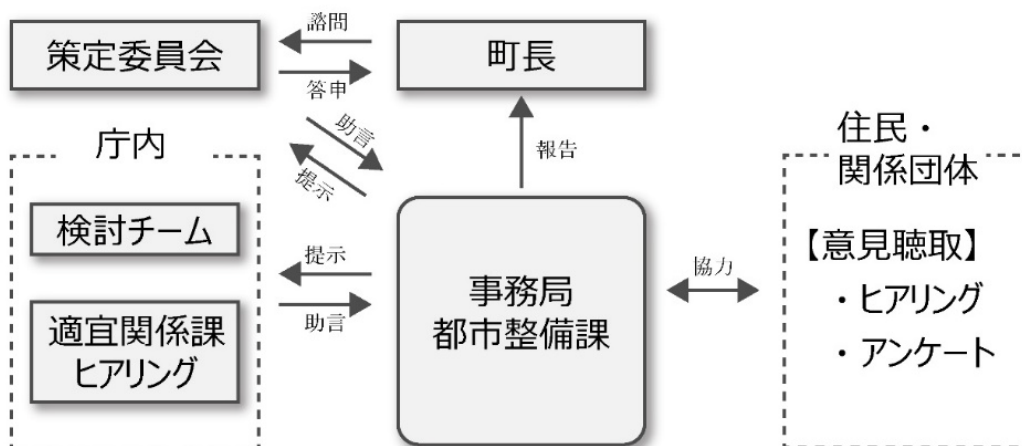 諮問
策定委員会
町長
答申
助言
提示
報告
庁内
検討チーム
適宜関係課
ヒアリング
提示
助言
事務局
都市整備課
協力
住民・
関係団体
【意見聴取】
・ヒアリング
・アンケート